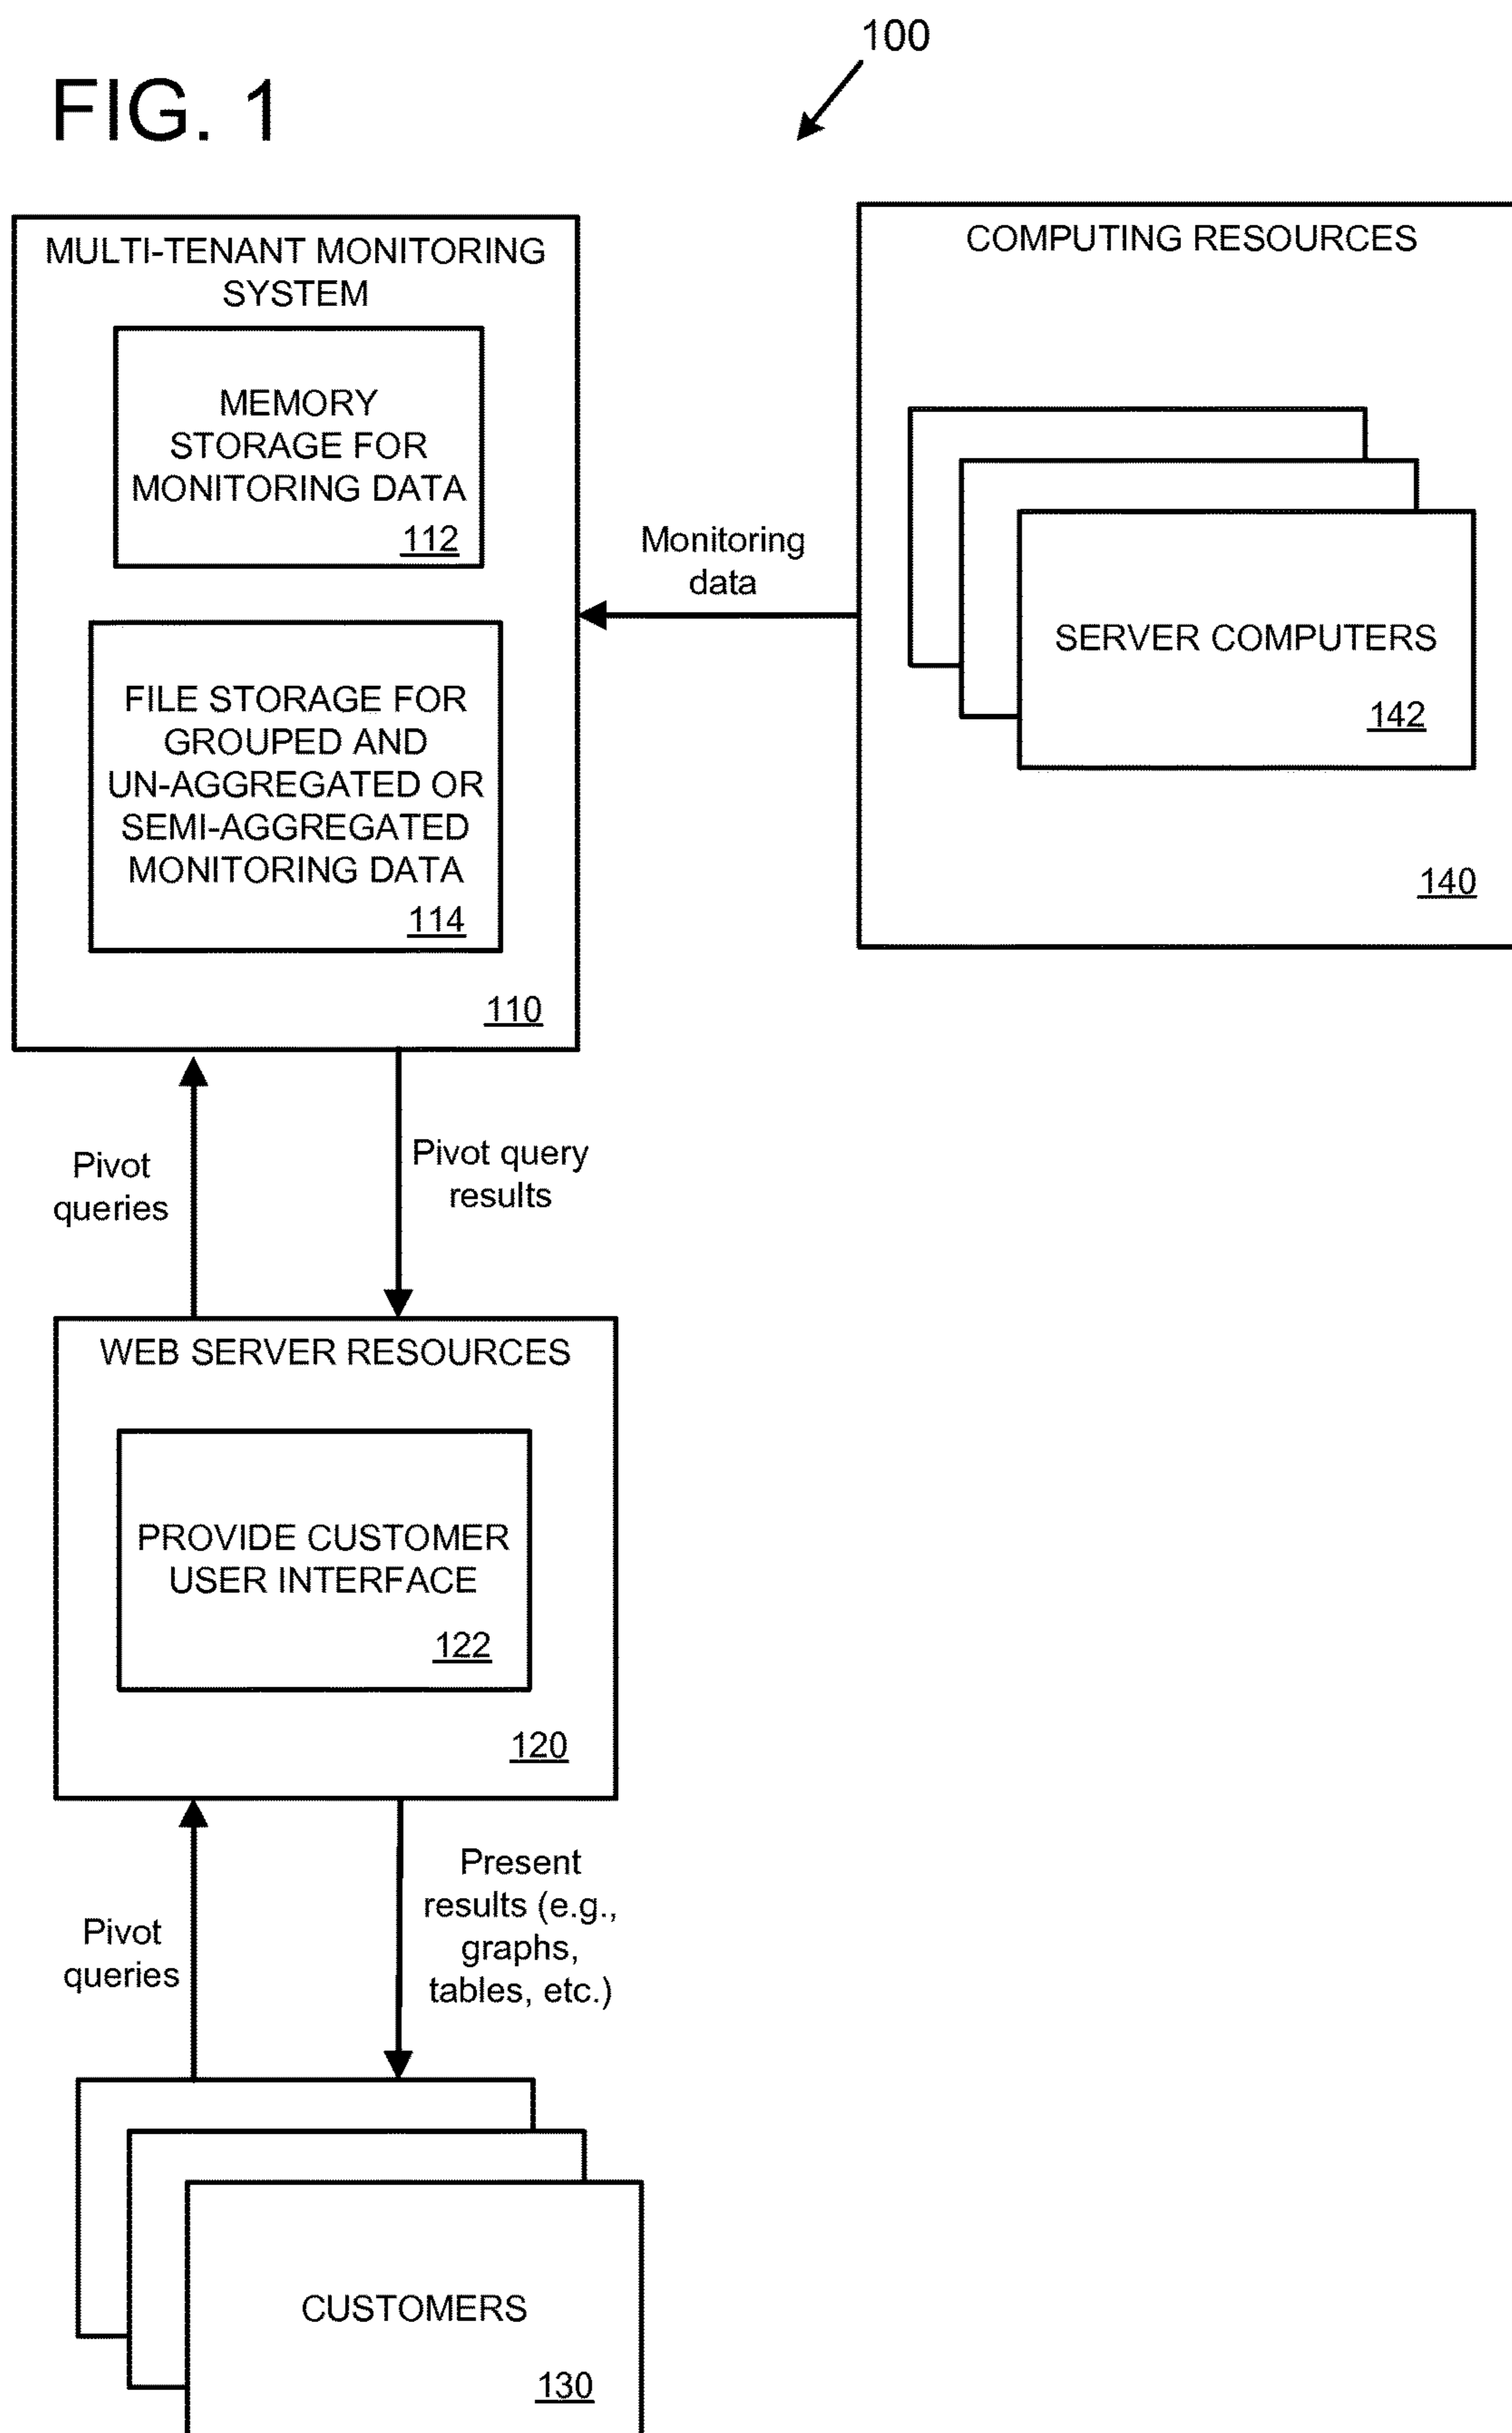 100
FIG. 1
MULTI-TENANT MONITORING
SYSTEM
MEMORY
STORAGE FOR
MONITORING DATA
112
FILE STORAGE FOR
GROUPED AND
UN-AGGREGATED OR
SEMI-AGGREGATED
MONITORING DATA
114
110
Monitoring
data
COMPUTING RESOURCES
SERVER COMPUTERS
142
140
Pivot
queries
Pivot query
results
WEB SERVER RESOURCES
PROVIDE CUSTOMER
USER INTERFACE
122
120
Pivot
queries
Present
results (e.g.,
graphs,
tables, etc.)
CUSTOMERS
130